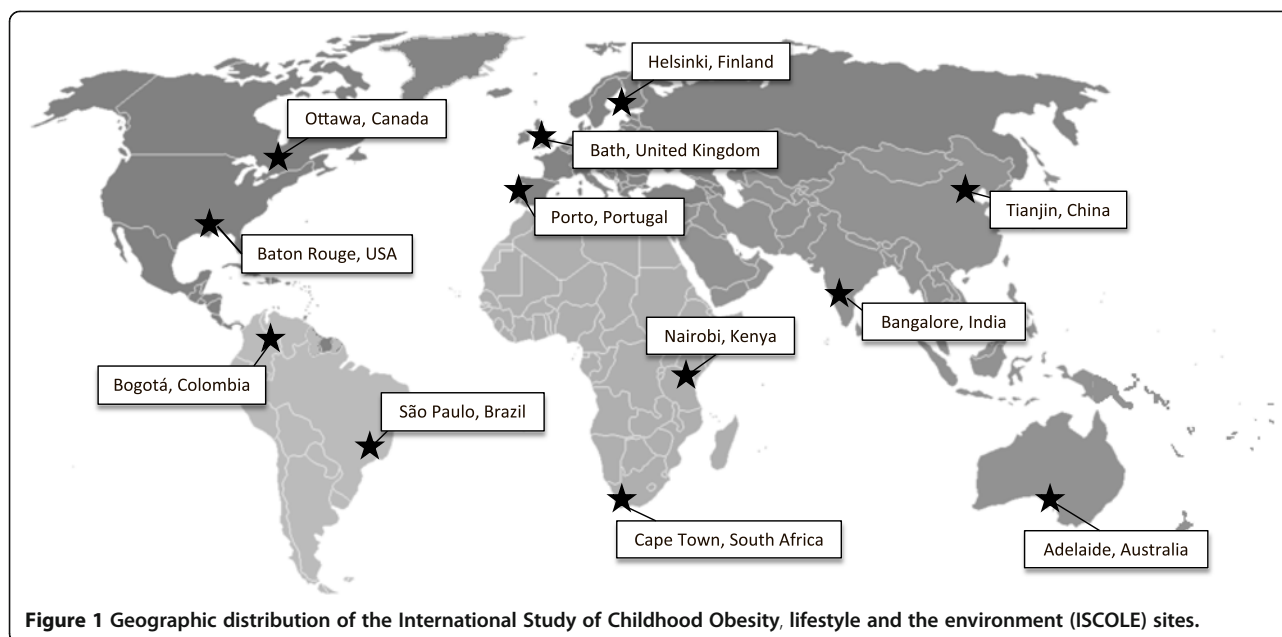 Helsinki, Finland
Ottawa, Canada
Bath, United Kingdom
Porto, Portugal
Tianjin, China
Baton Rouge, USA
Bangalore, India
Nairobi, Kenya
Bogotá, Colombia
São Paulo, Brazil
Cape Town, South Africa
Adelaide, Australia
Figure 1 Geographic distribution of the International Study of Childhood Obesity, lifestyle and the environment (ISCOLE) sites.